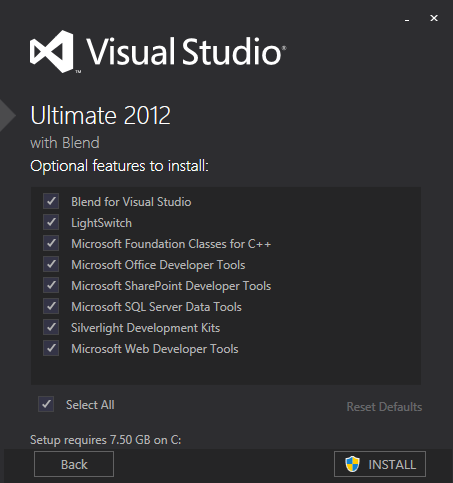 Visual Studio®
™
Ultimate 2012
with Blend
Optional features to install:
Blend for Visual Studio
LightSwitch
Microsoft Foundation Classes for C++
Microsoft Office Developer Tools
Microsoft SharePoint Developer Tools
Microsoft SQL Server Data Tools
Silverlight Development Kits
Microsoft Web Developer Tools
Select All
Reset Defaults
Setup requires 7.50 GB on C:
Back
INSTALL